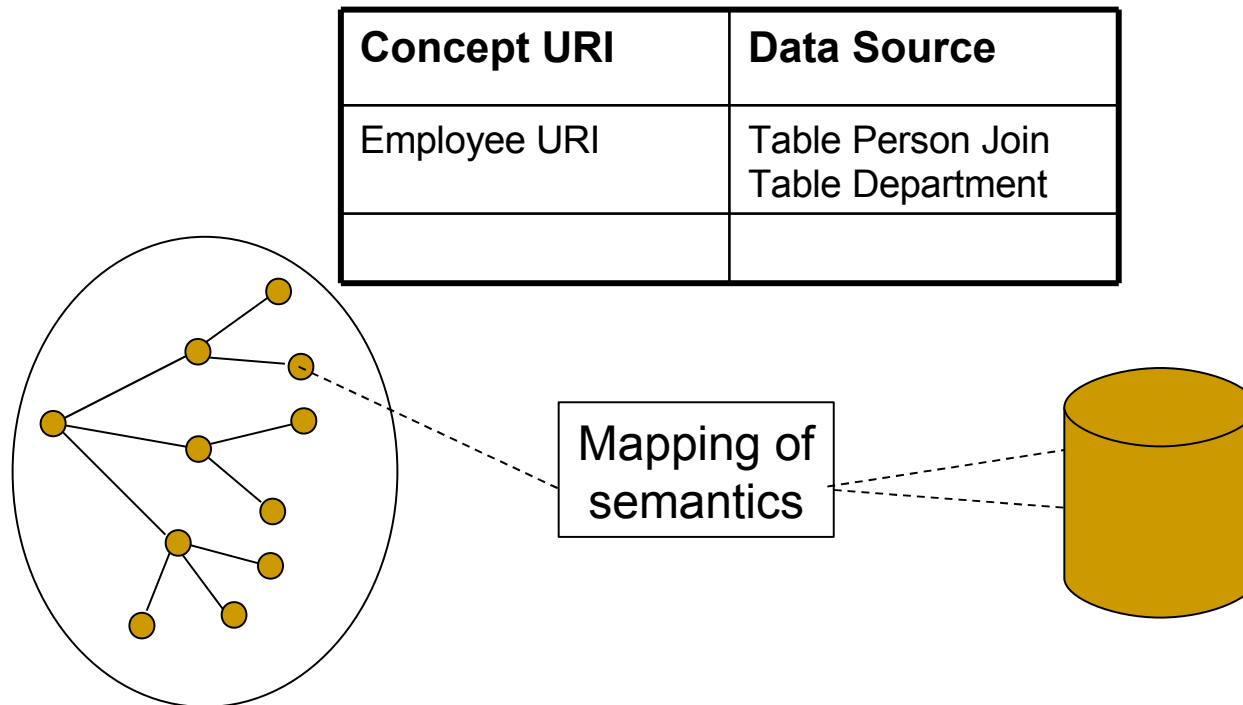 Concept URI
Data Source
Employee URI
Table Person Join
Table Department
Mapping of
semantics